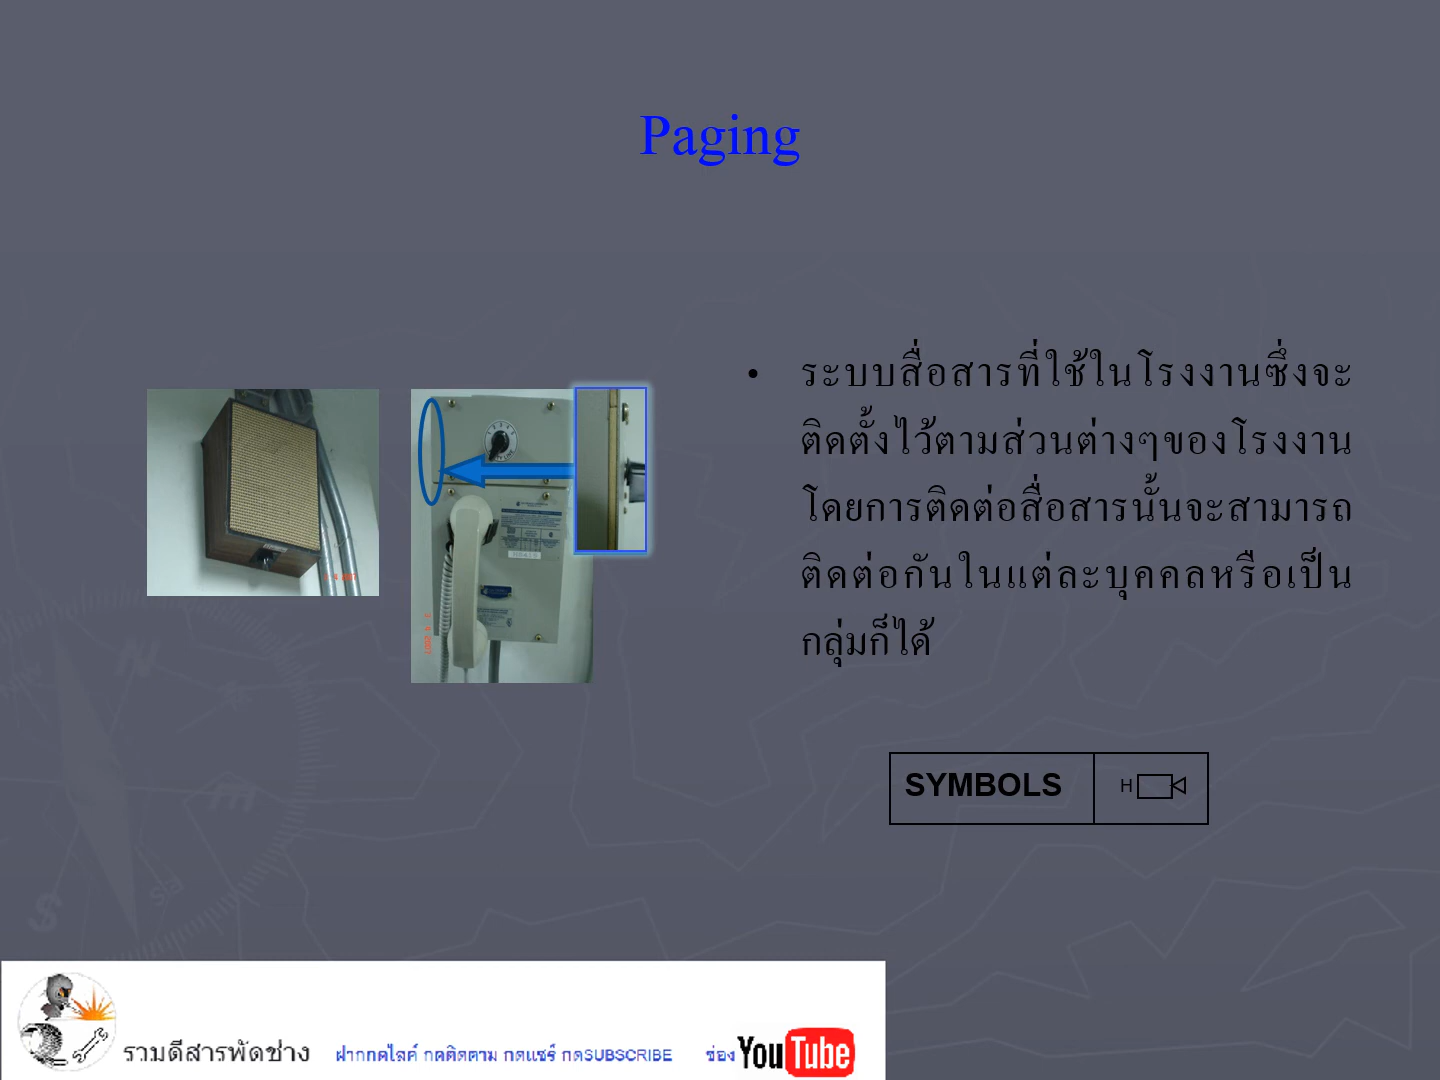 Paging
• ระบบสื่อสารที่ใช้ในโรงงานซึ่งจะ
ติดตั้งไว้ตามส่วนต่างๆของโรงงาน
โดยการติดต่อสื่อสารนั้นจะสามารถ
ติดต่อกันในแต่ละบุคคลหรือเป็น
กลุ่มก็ได้
SYMBOLS H
รวมดีสารพัดช่าง ฝากกดไลค์ กดติดตาม กดแชร์ กดSUBSCRIBE ช่อง YouTube